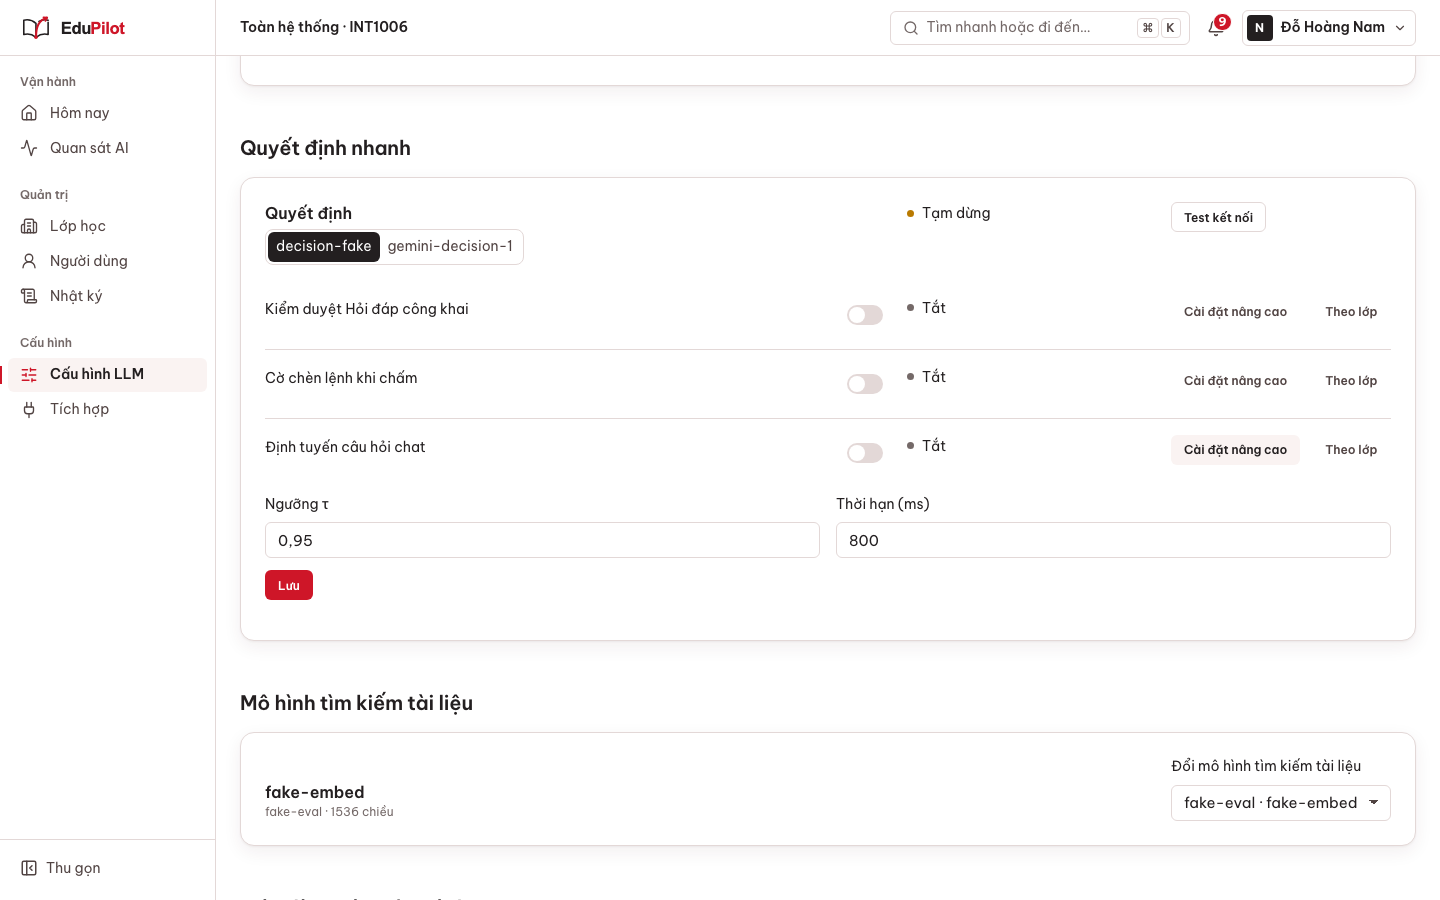 EduPilot
Toàn hệ thống · INT1006
Tìm nhanh hoặc đi đến...
⌘ K
9
N
Đỗ Hoàng Nam
Vận hành
Hôm nay
Quan sát AI
Quản trị
Lớp học
Người dùng
Nhật ký
Cấu hình
Cấu hình LLM
Tích hợp
Thu gọn
Quyết định nhanh
Quyết định
Tạm dừng
Test kết nối
decision-fake
gemini-decision-1
Kiểm duyệt Hỏi đáp công khai
Tắt
Cài đặt nâng cao
Theo lớp
Cờ chèn lệnh khi chấm
Tắt
Cài đặt nâng cao
Theo lớp
Định tuyến câu hỏi chat
Tắt
Cài đặt nâng cao
Theo lớp
Ngưỡng τ
Thời hạn (ms)
0,95
800
Lưu
Mô hình tìm kiếm tài liệu
Đổi mô hình tìm kiếm tài liệu
fake-embed
fake-eval · 1536 chiều
fake-eval · fake-embed